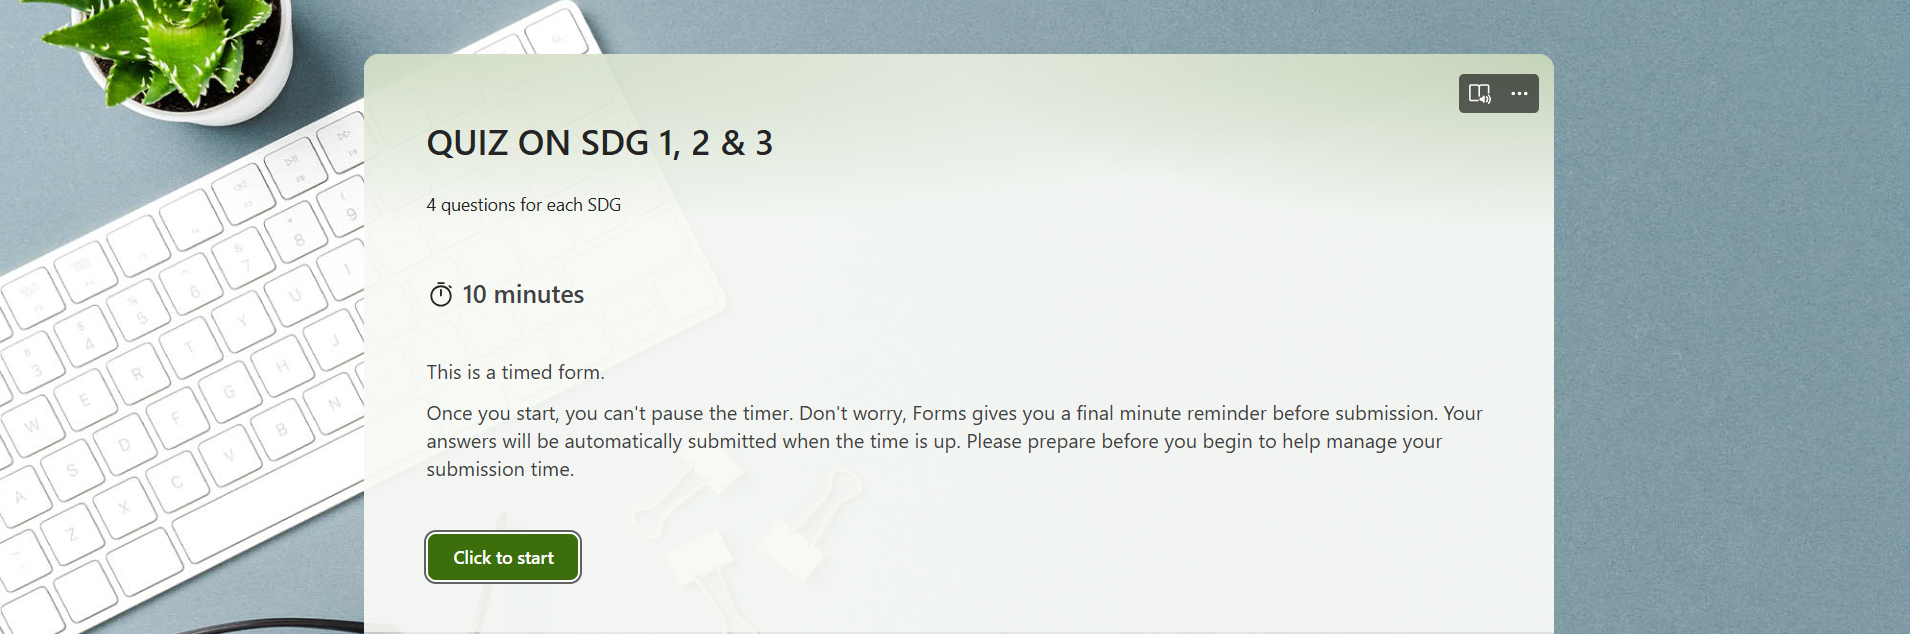 QUIZ ON SDG 1, 2 & 3
4 questions for each SDG
10 minutes
This is a timed form.
Once you start, you can't pause the timer. Don't worry, Forms gives you a final minute reminder before submission. Your
answers will be automatically submitted when the time is up. Please prepare before you begin to help manage your
submission time.
Click to start